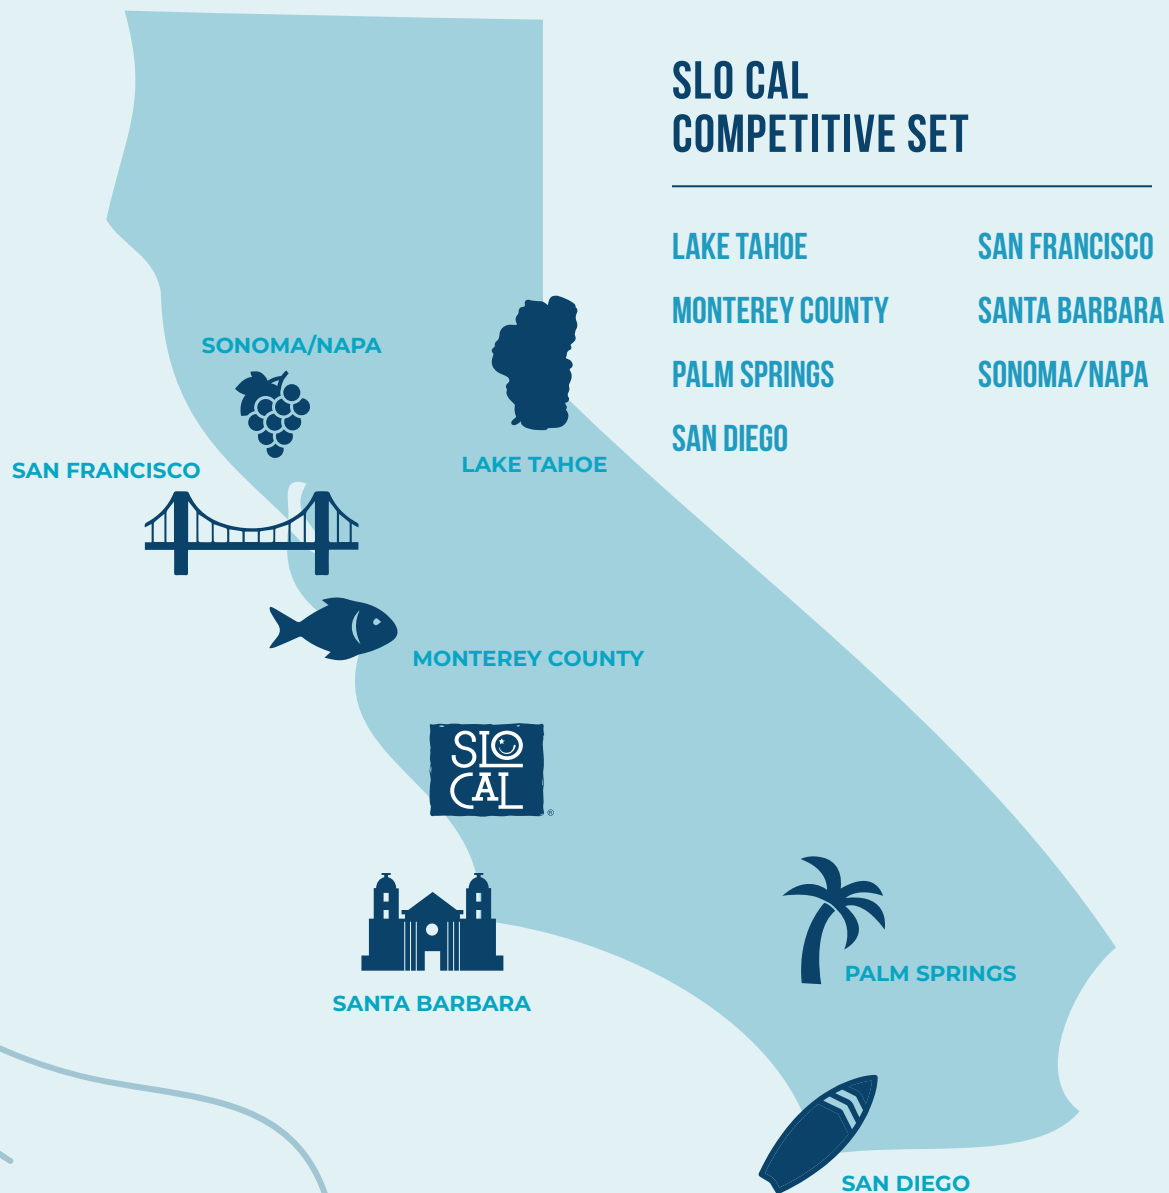 SLO CAL
COMPETITIVE SET
LAKE TAHOE
SAN FRANCISCO
MONTEREY COUNTY
SANTA BARBARA
PALM SPRINGS
SONOMA/NAPA
SAN DIEGO
SONOMA/NAPA
LAKE TAHOE
SAN FRANCISCO
MONTEREY COUNTY
SLO
CAL
®
PALM SPRINGS
SANTA BARBARA
SAN DIEGO